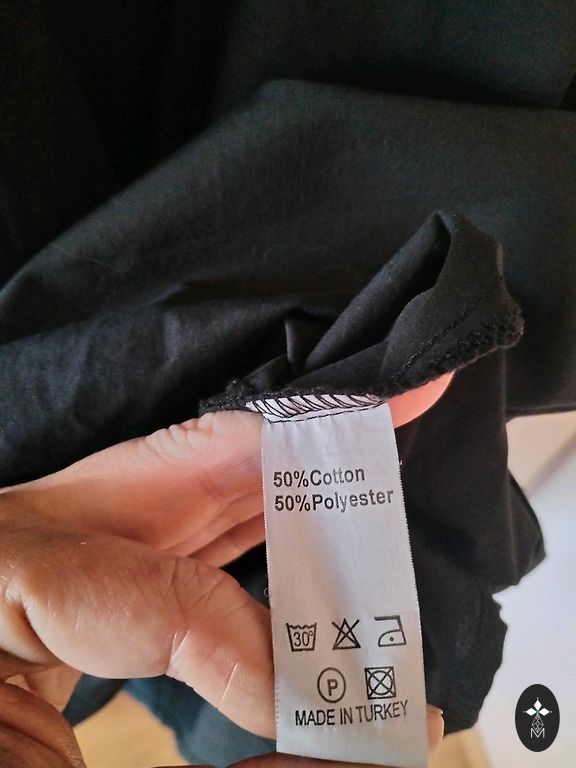 50%Cotton
50%Polyester
30°
P
MADE IN TURKEY
M